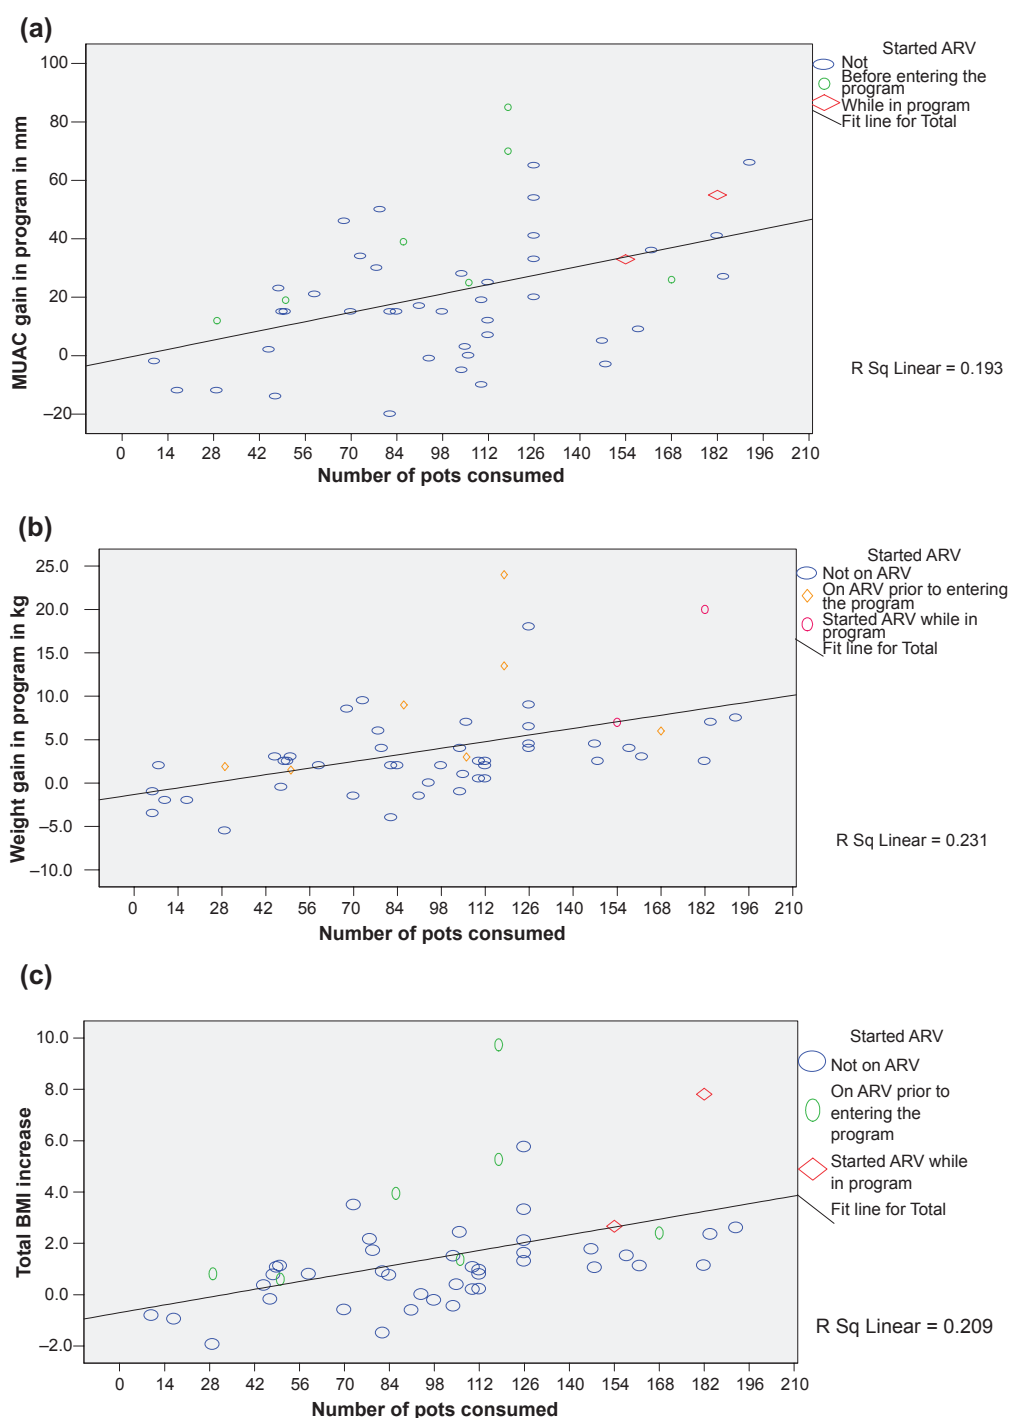 (a)
Started ARV
Not
Before entering the
program
While in program
Fit line for Total
100
80
60
40
20
0
–20
MUAC gain in program in mm
R Sq Linear = 0.193
0 14 28 42 56 70 84 98 112 126 140 154 168 182 196 210
Number of pots consumed
(b)
Started ARV
Not on ARV
On ARV prior to entering
the program
Started ARV while in
program
Fit line for Total
25.0
20.0
15.0
10.0
5.0
0.0
–5.0
–10.0
Weight gain in program in kg
R Sq Linear = 0.231
0 14 28 42 56 70 84 98 112 126 140 154 168 182 196 210
Number of pots consumed
(c)
Started ARV
Not on ARV
On ARV prior to
entering the
program
Started ARV while
in program
Fit line for Total
10.0
8.0
6.0
4.0
2.0
0.0
–2.0
Total BMI increase
R Sq Linear = 0.209
0 14 28 42 56 70 84 98 112 126 140 154 168 182 196 210
Number of pots consumed